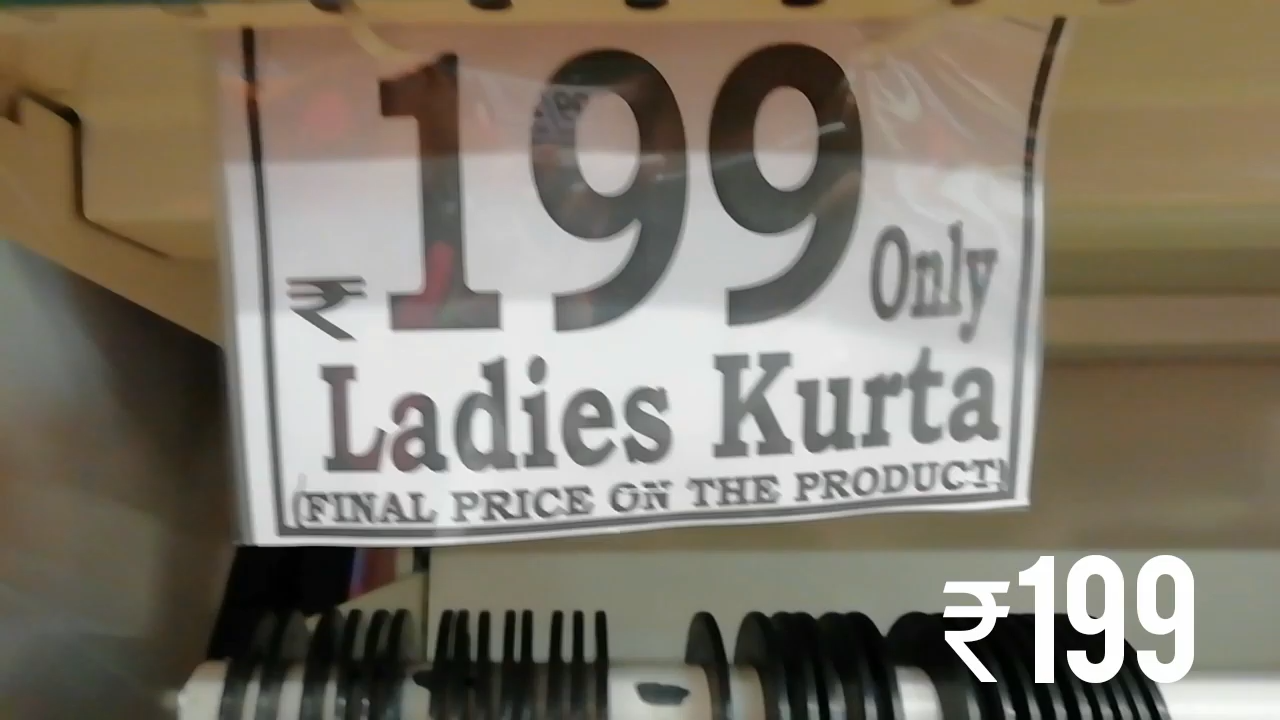 ₹ 199 Only
Ladies Kurta
(FINAL PRICE ON THE PRODUCT)
₹199